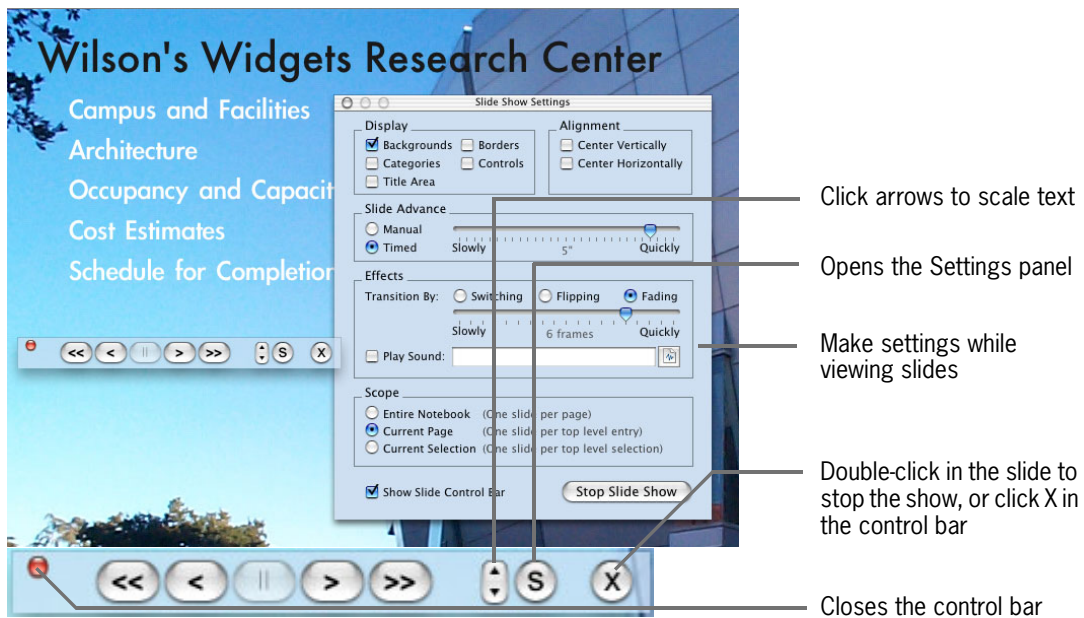 Wilson's Widgets Research Center
Campus and Facilities
Architecture
Occupancy and Capacit
Cost Estimates
Schedule for Completion
Slide Show Settings
Display
Backgrounds Borders
Categories Controls
Title Area
Alignment
Center Vertically
Center Horizontally
Slide Advance
Manual
Timed
Slowly 5" Quickly
Effects
Transition By: Switching Flipping Fading
Slowly 6 frames Quickly
Play Sound:
Scope
Entire Notebook (One slide per page)
Current Page (One slide per top level entry)
Current Selection (One slide per top level selection)
Show Slide Control Bar Stop Slide Show
<< < || > >> S X
<< < || > >> S X
Click arrows to scale text
Opens the Settings panel
Make settings while
viewing slides
Double-click in the slide to
stop the show, or click X in
the control bar
Closes the control bar